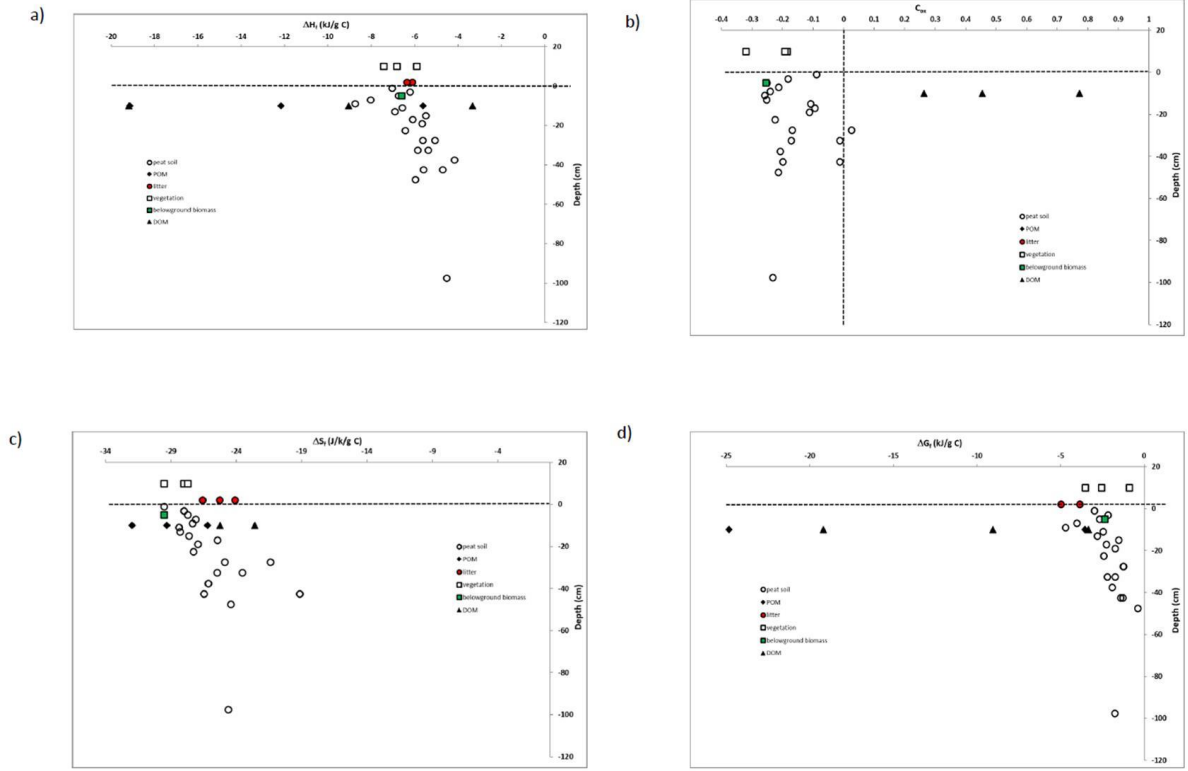 a)
ΔHf (kJ/g C)
-20 -18 -16 -14 -12 -10 -8 -6 -4 -2 0
20
0
-20
-40
-60
-80
-100
-120
Depth (cm)
peat soil
POM
litter
vegetation
belowground biomass
DOM
b)
Cox
-0.4 -0.3 -0.2 -0.1 0 0.1 0.2 0.3 0.4 0.5 0.6 0.7 0.8 0.9 1
20
0
-20
-40
-60
-80
-100
-120
Depth (cm)
peat soil
POM
litter
vegetation
belowground biomass
DOM
c)
ΔSf (J/k/g C)
-34 -29 -24 -19 -14 -9 -4
20
0
-20
-40
-60
-80
-100
-120
Depth (cm)
peat soil
POM
litter
vegetation
belowground biomass
DOM
d)
ΔGf (kJ/g C)
-25 -20 -15 -10 -5 0
20
0
-20
-40
-60
-80
-100
-120
Depth (cm)
peat soil
POM
litter
vegetation
belowground biomass
DOM